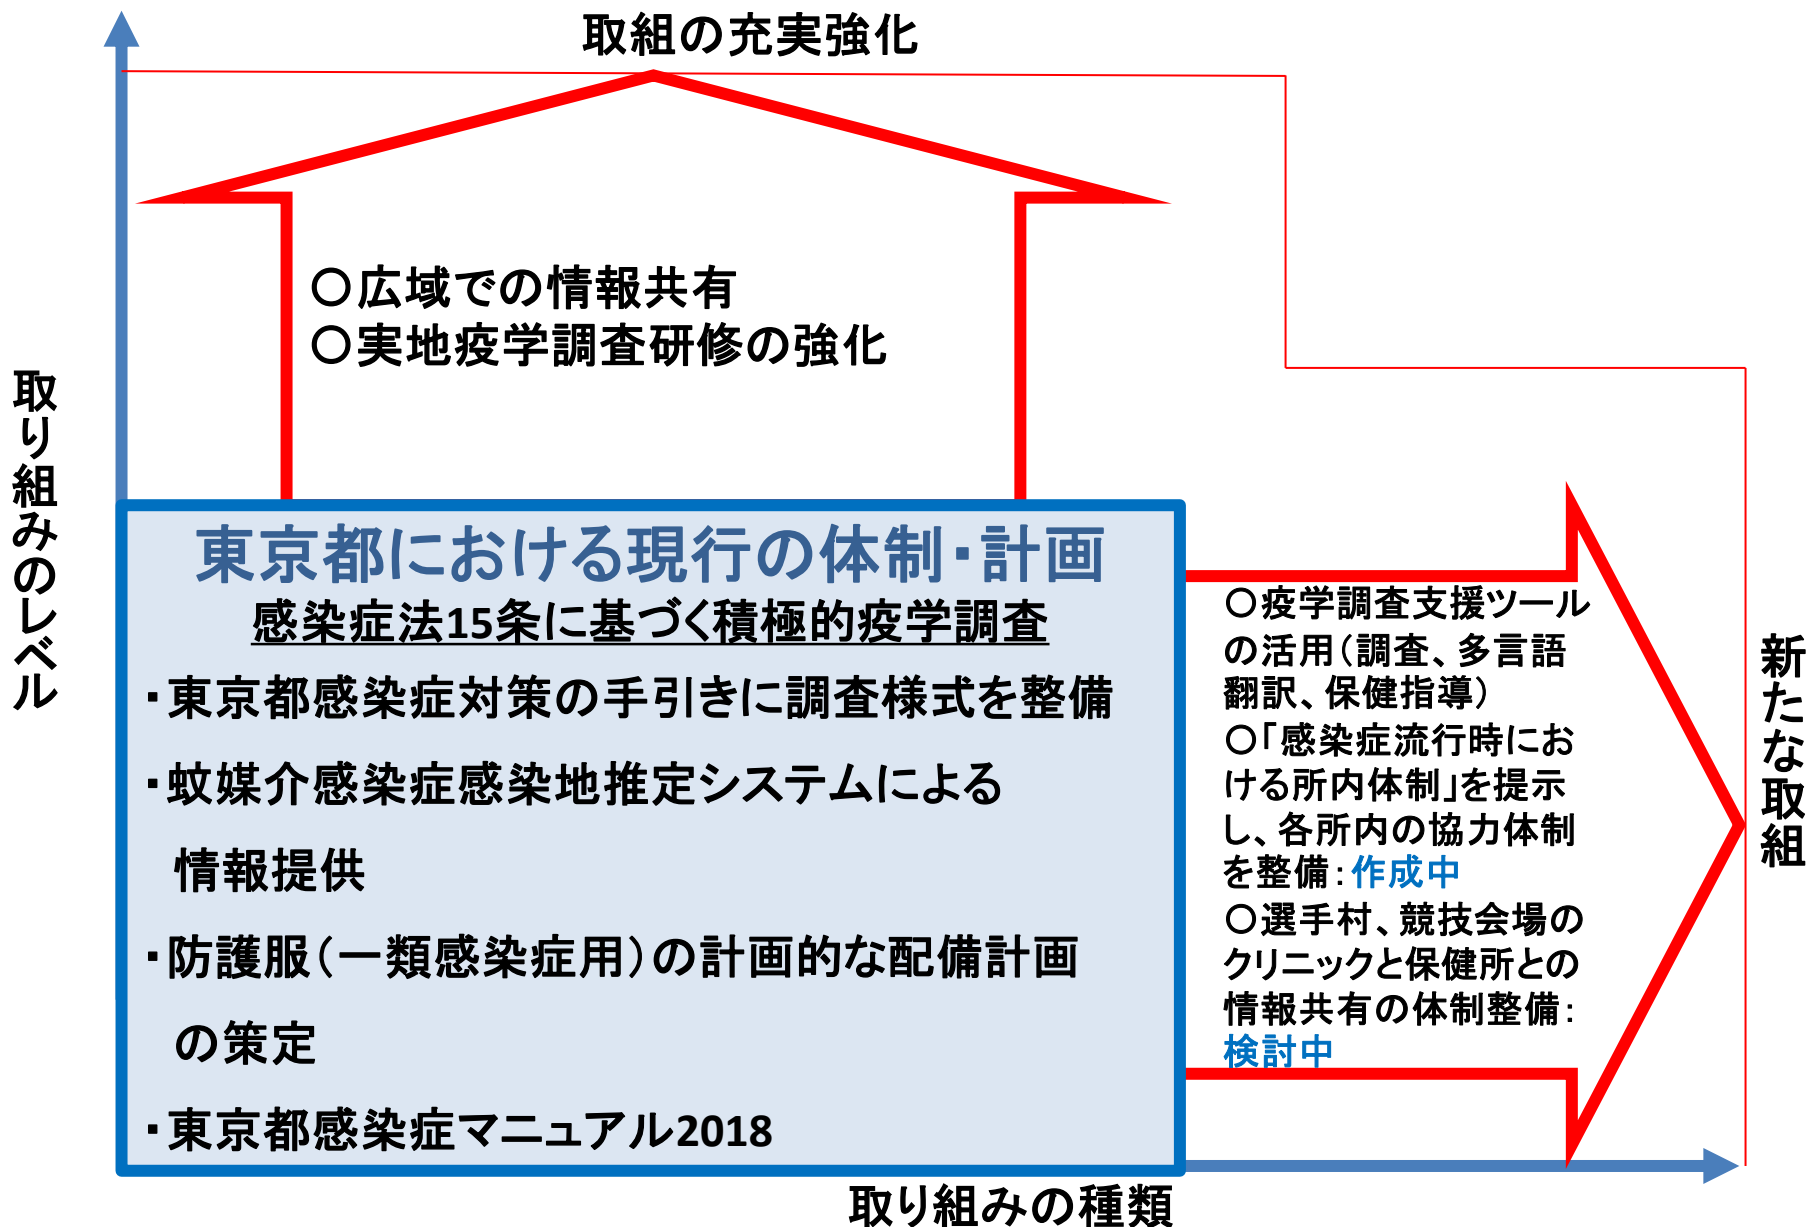 取組の充実強化
取り組みのレベル
〇広域での情報共有
〇実地疫学調査研修の強化
東京都における現行の体制・計画
感染症法15条に基づく積極的疫学調査
・東京都感染症対策の手引きに調査様式を整備
・蚊媒介感染症感染地推定システムによる
情報提供
・防護服(一類感染症用)の計画的な配備計画
の策定
・東京都感染症マニュアル2018
〇疫学調査支援ツール
の活用(調査、多言語
翻訳、保健指導)
〇「感染症流行時にお
ける所内体制」を提示
し、各所内の協力体制
を整備:作成中
〇選手村、競技会場の
クリニックと保健所との
情報共有の体制整備:
検討中
新たな取組
取り組みの種類